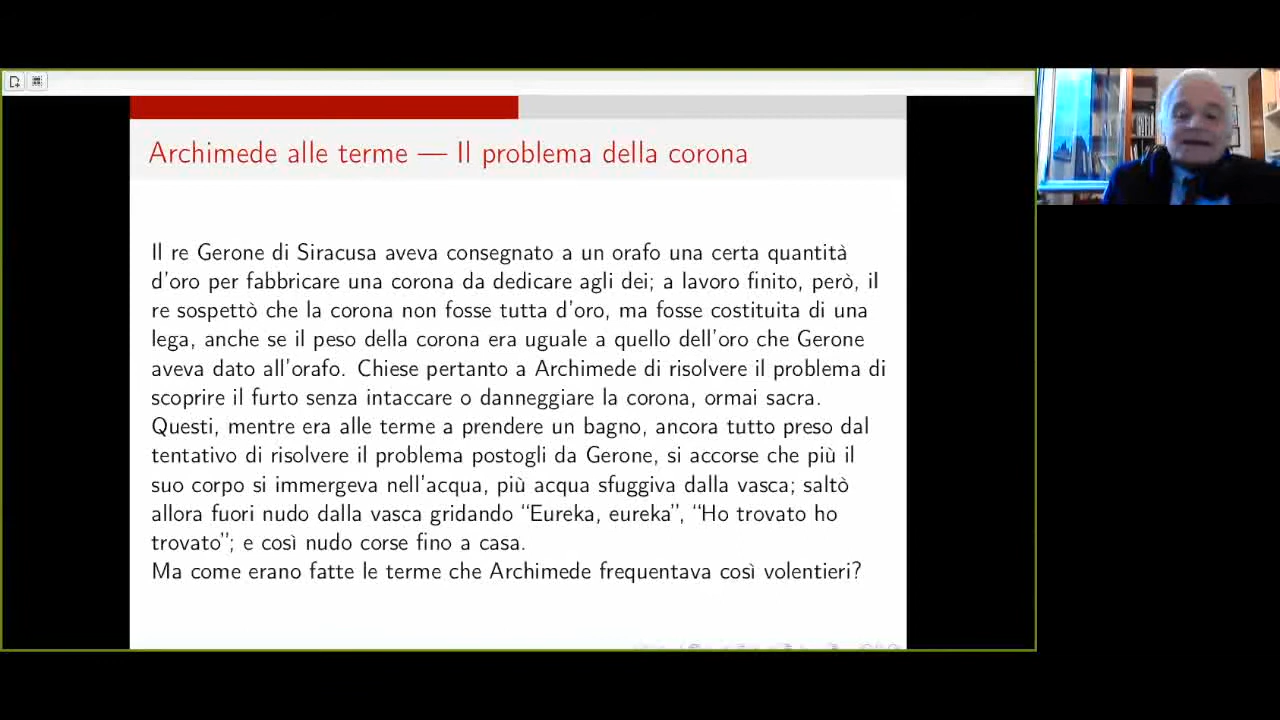 Archimede alle terme — Il problema della corona
Il re Gerone di Siracusa aveva consegnato a un orafo una certa quantità
d'oro per fabbricare una corona da dedicare agli dei; a lavoro finito, però, il
re sospettò che la corona non fosse tutta d'oro, ma fosse costituita di una
lega, anche se il peso della corona era uguale a quello dell'oro che Gerone
aveva dato all'orafo. Chiese pertanto a Archimede di risolvere il problema di
scoprire il furto senza intaccare o danneggiare la corona, ormai sacra.
Questi, mentre era alle terme a prendere un bagno, ancora tutto preso dal
tentativo di risolvere il problema postogli da Gerone, si accorse che più il
suo corpo si immergeva nell'acqua, più acqua sfuggiva dalla vasca; saltò
allora fuori nudo dalla vasca gridando “Eureka, eureka”, “Ho trovato ho
trovato”; e così nudo corse fino a casa.
Ma come erano fatte le terme che Archimede frequentava così volentieri?